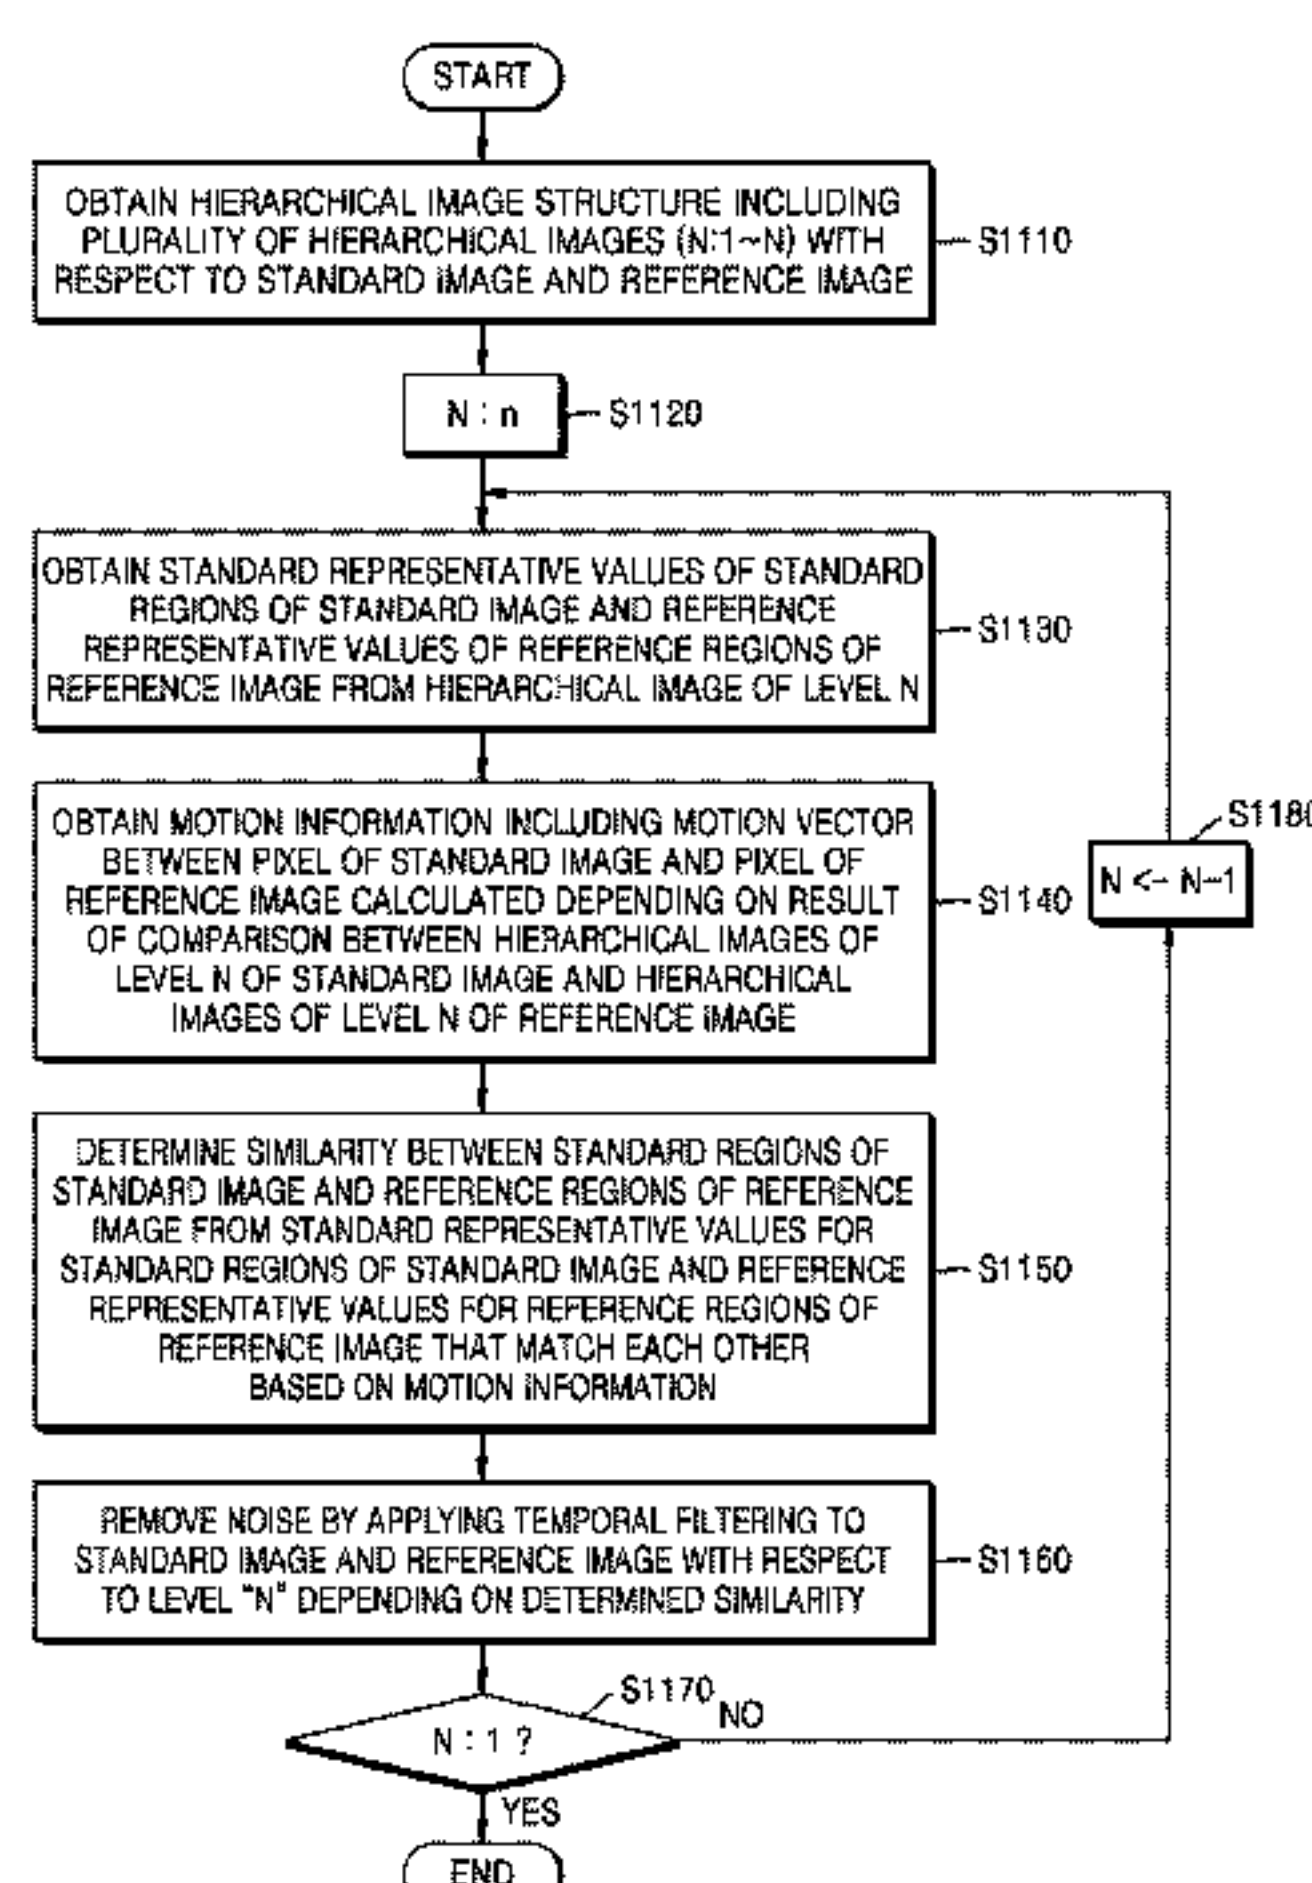 START
OBTAIN HIERARCHICAL IMAGE STRUCTURE INCLUDING
PLURALITY OF HIERARCHICAL IMAGES (N:1~N) WITH
RESPECT TO STANDARD IMAGE AND REFERENCE IMAGE
S1110
N : n
S1120
OBTAIN STANDARD REPRESENTATIVE VALUES OF STANDARD
REGIONS OF STANDARD IMAGE AND REFERENCE
REPRESENTATIVE VALUES OF REFERENCE REGIONS OF
REFERENCE IMAGE FROM HIERARCHICAL IMAGE OF LEVEL N
S1130
OBTAIN MOTION INFORMATION INCLUDING MOTION VECTOR
BETWEEN PIXEL OF STANDARD IMAGE AND PIXEL OF
REFERENCE IMAGE CALCULATED DEPENDING ON RESULT
OF COMPARISON BETWEEN HIERARCHICAL IMAGES OF
LEVEL N OF STANDARD IMAGE AND HIERARCHICAL
IMAGES OF LEVEL N OF REFERENCE IMAGE
S1140
S1180
N <- N-1
DETERMINE SIMILARITY BETWEEN STANDARD REGIONS OF
STANDARD IMAGE AND REFERENCE REGIONS OF REFERENCE
IMAGE FROM STANDARD REPRESENTATIVE VALUES FOR
STANDARD REGIONS OF STANDARD IMAGE AND REFERENCE
REPRESENTATIVE VALUES FOR REFERENCE REGIONS OF
REFERENCE IMAGE THAT MATCH EACH OTHER
BASED ON MOTION INFORMATION
S1150
REMOVE NOISE BY APPLYING TEMPORAL FILTERING TO
STANDARD IMAGE AND REFERENCE IMAGE WITH RESPECT
TO LEVEL "N" DEPENDING ON DETERMINED SIMILARITY
S1160
S1170
N : 1 ?
NO
YES
END